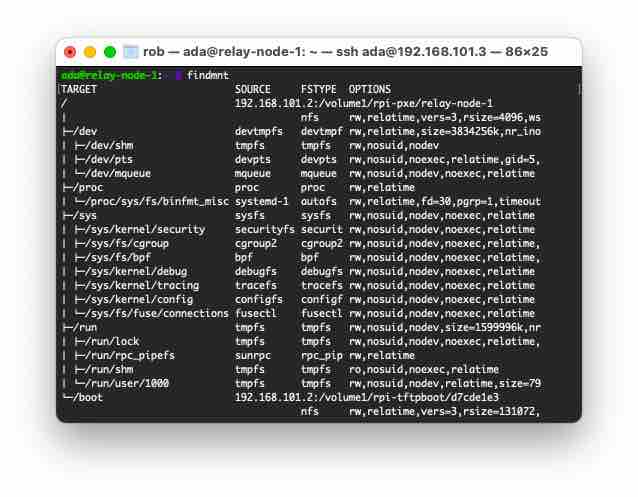 rob — ada@relay-node-1: ~ — ssh ada@192.168.101.3 — 86×25
ada@relay-node-1:~ $ findmnt
TARGET SOURCE FSTYPE OPTIONS
/ 192.168.101.2:/volume1/rpi-pxe/relay-node-1
| nfs rw,relatime,vers=3,rsize=4096,ws
├─/dev devtmpfs devtmpf rw,relatime,size=3834256k,nr_ino
| ├─/dev/shm tmpfs tmpfs rw,nosuid,nodev
| ├─/dev/pts devpts devpts rw,nosuid,noexec,relatime,gid=5,
| └─/dev/mqueue mqueue mqueue rw,nosuid,nodev,noexec,relatime
├─/proc proc proc rw,relatime
| └─/proc/sys/fs/binfmt_misc systemd-1 autofs rw,relatime,fd=30,pgrp=1,timeout
├─/sys sysfs sysfs rw,nosuid,nodev,noexec,relatime
| ├─/sys/kernel/security securityfs securit rw,nosuid,nodev,noexec,relatime
| ├─/sys/fs/cgroup cgroup2 cgroup2 rw,nosuid,nodev,noexec,relatime,
| ├─/sys/fs/bpf bpf bpf rw,nosuid,nodev,noexec,relatime,
| ├─/sys/kernel/debug debugfs debugfs rw,nosuid,nodev,noexec,relatime
| ├─/sys/kernel/tracing tracefs tracefs rw,nosuid,nodev,noexec,relatime
| ├─/sys/kernel/config configfs configf rw,nosuid,nodev,noexec,relatime
| └─/sys/fs/fuse/connections fusectl fusectl rw,nosuid,nodev,noexec,relatime
├─/run tmpfs tmpfs rw,nosuid,nodev,size=1599996k,nr
| ├─/run/lock tmpfs tmpfs rw,nosuid,nodev,noexec,relatime,
| ├─/run/rpc_pipefs sunrpc rpc_pip rw,relatime
| ├─/run/shm tmpfs tmpfs ro,nosuid,noexec,relatime
| └─/run/user/1000 tmpfs tmpfs rw,nosuid,nodev,relatime,size=79
└─/boot 192.168.101.2:/volume1/rpi-tftpboot/d7cde1e3
nfs rw,relatime,vers=3,rsize=131072,